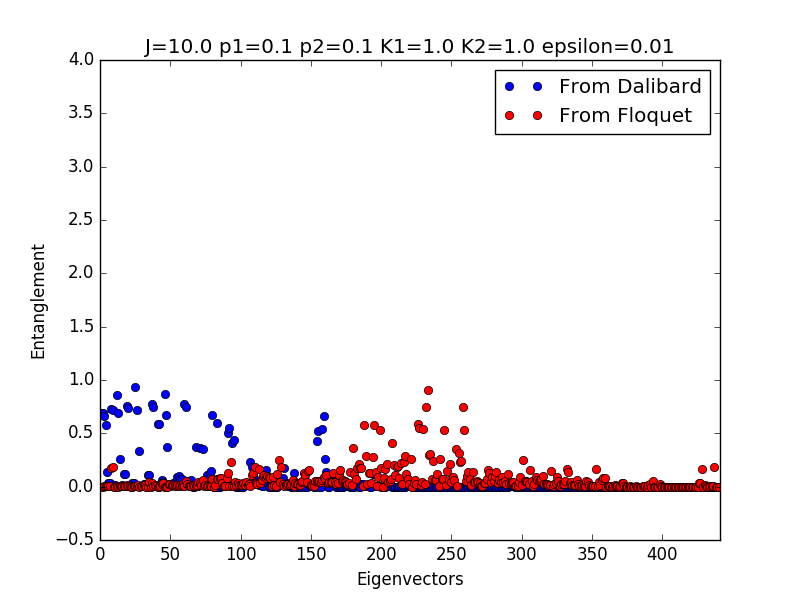 J=10.0 p1=0.1 p2=0.1 K1=1.0 K2=1.0 epsilon=0.01
4.0
3.5
3.0
2.5
2.0
1.5
1.0
0.5
0.0
−0.5
Entanglement
From Dalibard
From Floquet
0 50 100 150 200 250 300 350 400
Eigenvectors